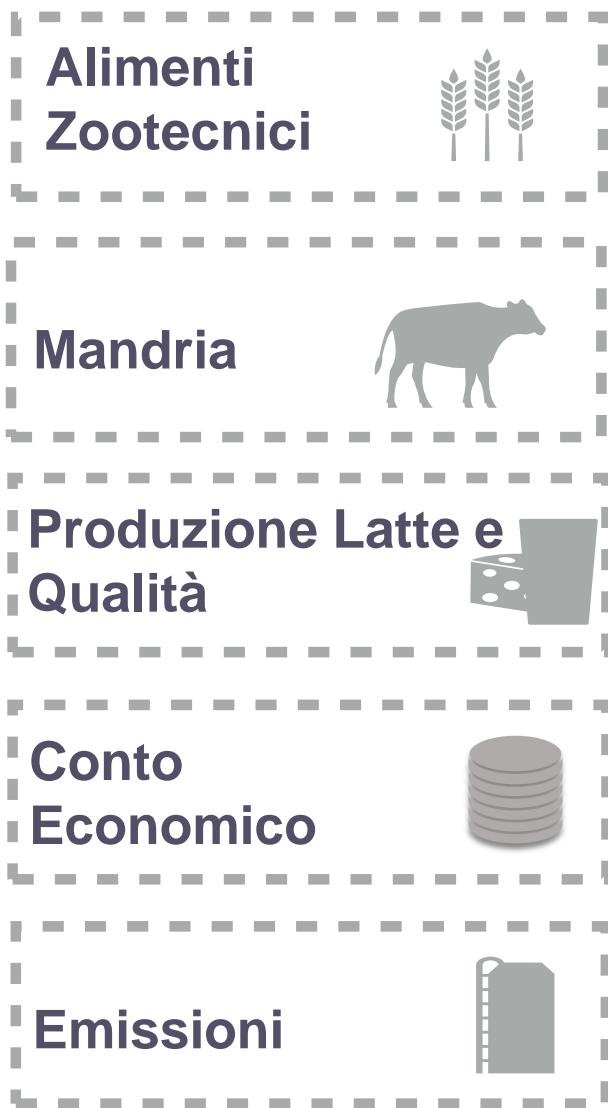 Alimenti
Zootecnici
Mandria
Produzione Latte e
Qualità
Conto
Economico
Emissioni